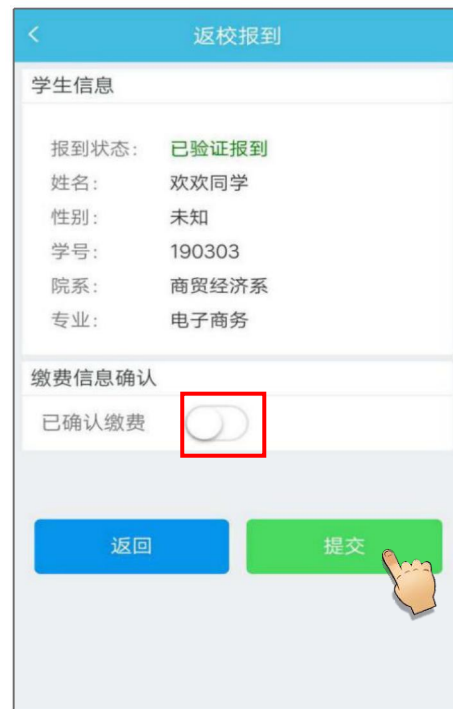 返校报到
学生信息
报到状态： 已验证报到
姓名： 欢欢同学
性别： 未知
学号： 190303
院系： 商贸经济系
专业： 电子商务
缴费信息确认
已确认缴费
返回 提交